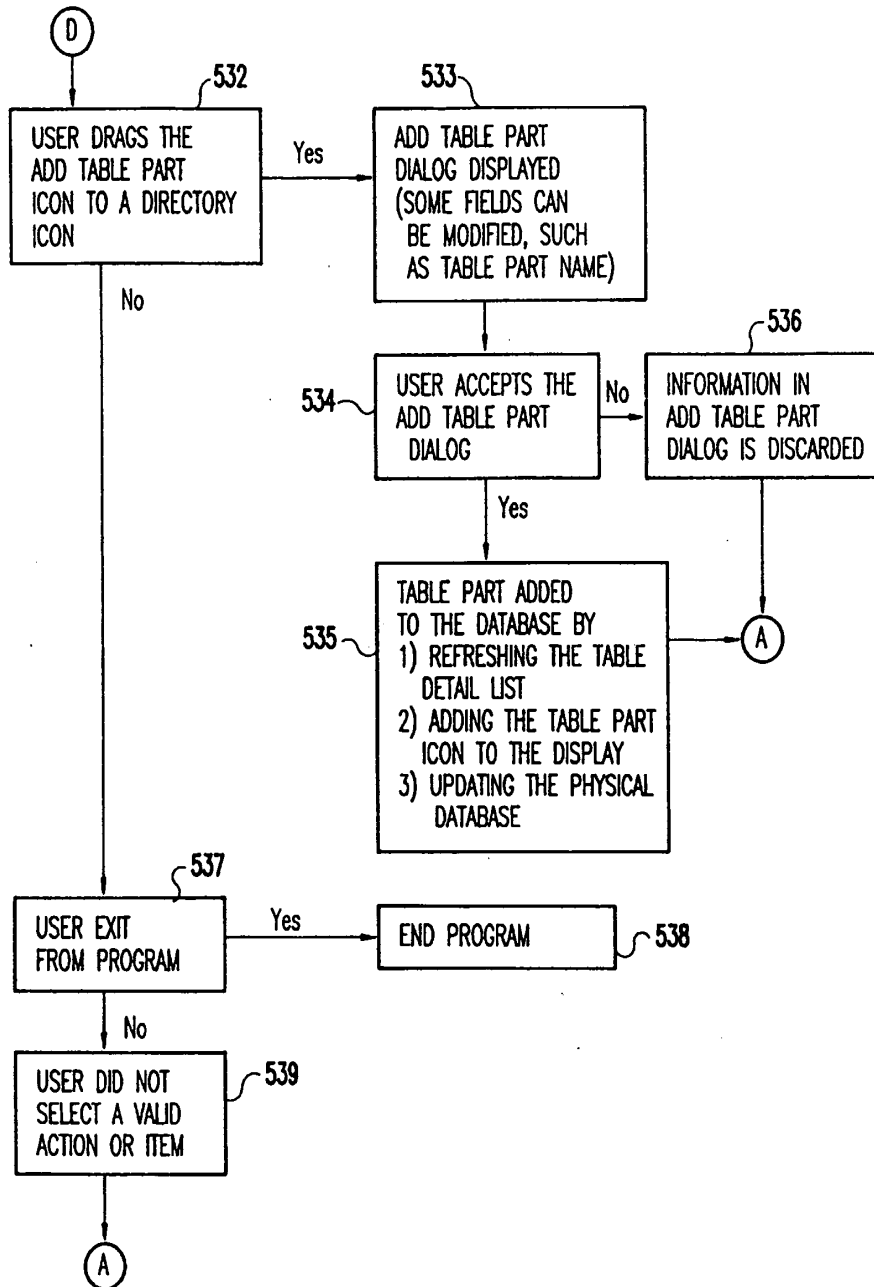 D
532
USER DRAGS THE
ADD TABLE PART
ICON TO A DIRECTORY
ICON
Yes
533
ADD TABLE PART
DIALOG DISPLAYED
(SOME FIELDS CAN
BE MODIFIED, SUCH
AS TABLE PART NAME)
No
534
USER ACCEPTS THE
ADD TABLE PART
DIALOG
No
536
INFORMATION IN
ADD TABLE PART
DIALOG IS DISCARDED
Yes
535
TABLE PART ADDED
TO THE DATABASE BY
1) REFRESHING THE TABLE
DETAIL LIST
2) ADDING THE TABLE PART
ICON TO THE DISPLAY
3) UPDATING THE PHYSICAL
DATABASE
A
537
USER EXIT
FROM PROGRAM
Yes
END PROGRAM
538
No
539
USER DID NOT
SELECT A VALID
ACTION OR ITEM
A